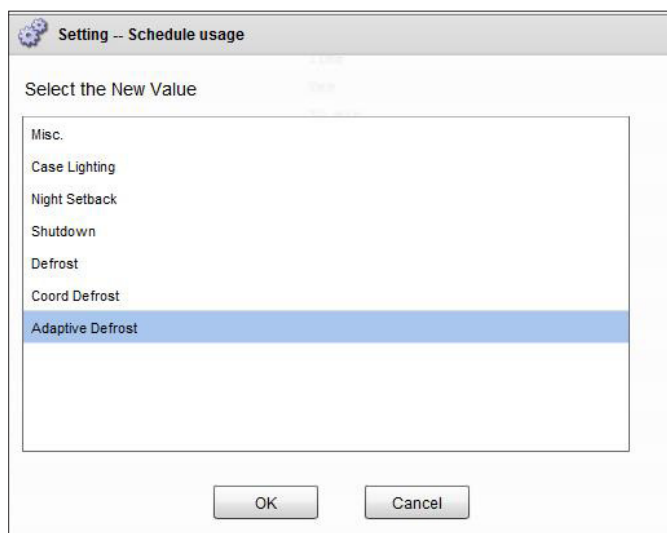 Setting -- Schedule usage
Select the New Value
Misc.
Case Lighting
Night Setback
Shutdown
Defrost
Coord Defrost
Adaptive Defrost
OK Cancel